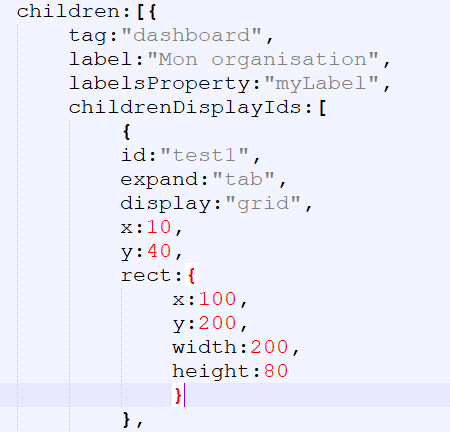 children:[{
tag:"dashboard",
label:"Mon organisation",
labelsProperty:"myLabel",
childrenDisplayIds:[
{
id:"test1",
expand:"tab",
display:"grid",
x:10,
y:40,
rect:{
x:100,
y:200,
width:200,
height:80
}
},